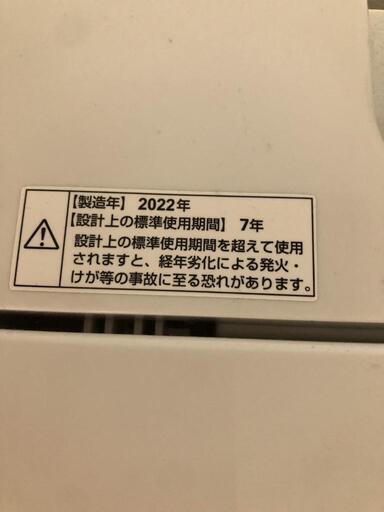 【製造年】 2022年
【設計上の標準使用期間】 7年
設計上の標準使用期間を超えて使用
されますと、経年劣化による発火・
けが等の事故に至る恐れがあります。